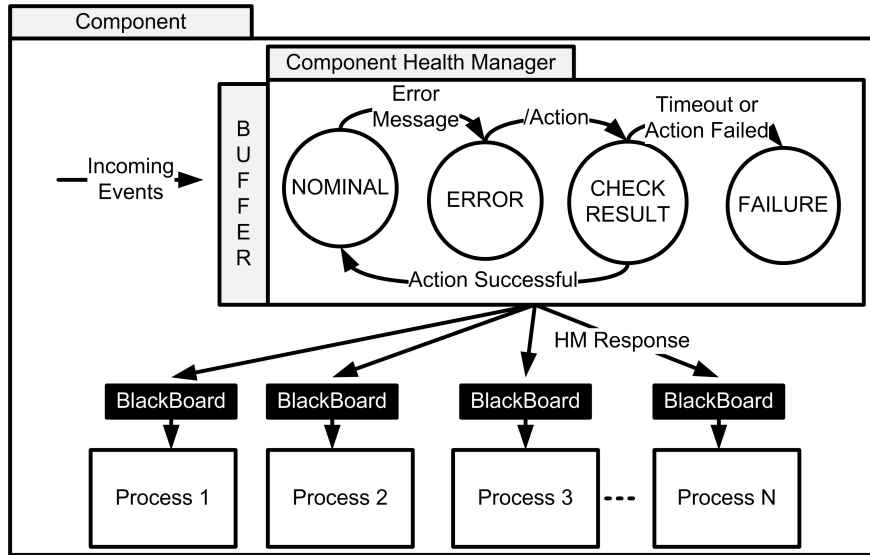 Component
Component Health Manager
BUFFER
Incoming
Events
Error
Message
/Action
Timeout or
Action Failed
NOMINAL
ERROR
CHECK
RESULT
FAILURE
Action Successful
HM Response
BlackBoard
BlackBoard
BlackBoard
BlackBoard
Process 1
Process 2
Process 3
Process N